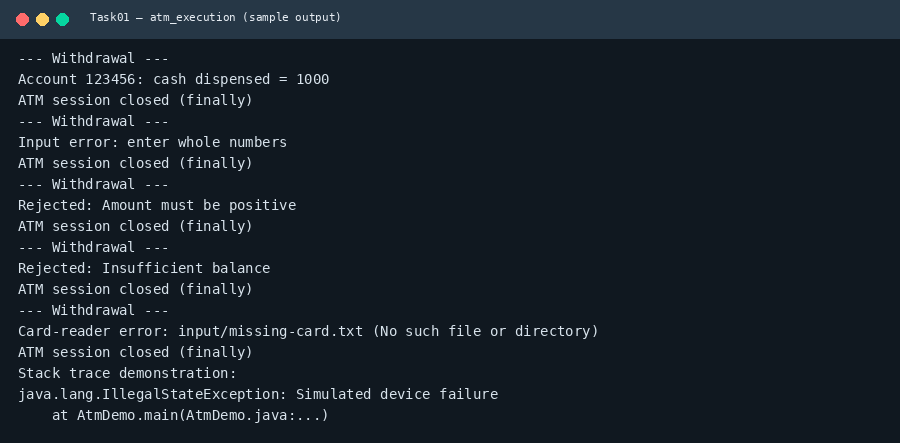 Task01 — atm_execution (sample output)
--- Withdrawal ---
Account 123456: cash dispensed = 1000
ATM session closed (finally)
--- Withdrawal ---
Input error: enter whole numbers
ATM session closed (finally)
--- Withdrawal ---
Rejected: Amount must be positive
ATM session closed (finally)
--- Withdrawal ---
Rejected: Insufficient balance
ATM session closed (finally)
--- Withdrawal ---
Card-reader error: input/missing-card.txt (No such file or directory)
ATM session closed (finally)
Stack trace demonstration:
java.lang.IllegalStateException: Simulated device failure
    at AtmDemo.main(AtmDemo.java:...)